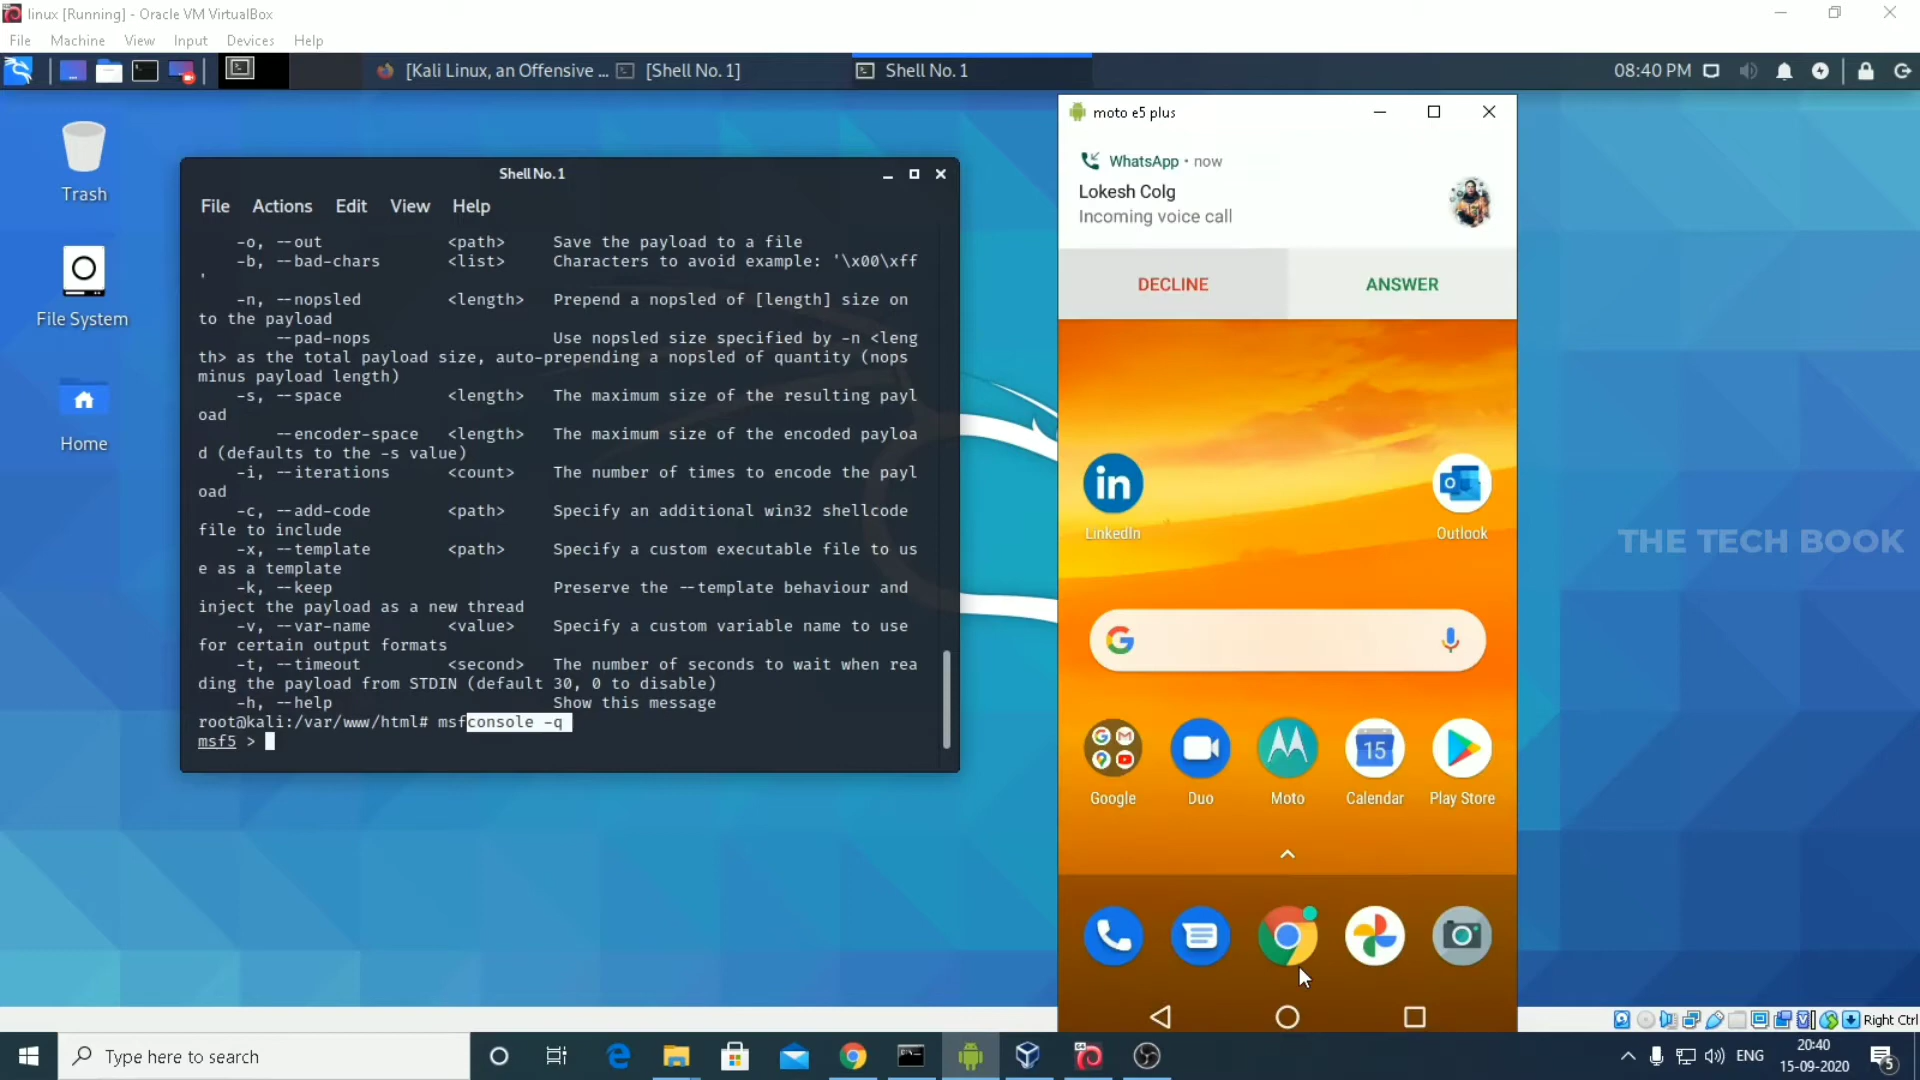 linux [Running] - Oracle VM VirtualBox
File Machine View Input Devices Help
[Kali Linux, an Offensive ... [Shell No. 1] Shell No. 1 08:40 PM
Trash
File System
Home
Shell No. 1
File Actions Edit View Help
-o, --out <path> Save the payload to a file
-b, --bad-chars <list> Characters to avoid example: '\x00\xff
'
-n, --nopsled <length> Prepend a nopsled of [length] size on
to the payload
--pad-nops Use nopsled size specified by -n <leng
th> as the total payload size, auto-prepending a nopsled of quantity (nops
minus payload length)
-s, --space <length> The maximum size of the resulting payl
oad
--encoder-space <length> The maximum size of the encoded payloa
d (defaults to the -s value)
-i, --iterations <count> The number of times to encode the payl
oad
-c, --add-code <path> Specify an additional win32 shellcode
file to include
-x, --template <path> Specify a custom executable file to us
e as a template
-k, --keep Preserve the --template behaviour and
inject the payload as a new thread
-v, --var-name <value> Specify a custom variable name to use
for certain output formats
-t, --timeout <second> The number of seconds to wait when rea
ding the payload from STDIN (default 30, 0 to disable)
-h, --help Show this message
root@kali:/var/www/html# msfconsole -q
msf5 >
moto e5 plus
WhatsApp • now
Lokesh Colg
Incoming voice call
DECLINE ANSWER
in
LinkedIn Outlook
15
Google Duo Moto Calendar Play Store
THE TECH BOOK
Right Ctrl
Type here to search
ENG
20:40
15-09-2020
5